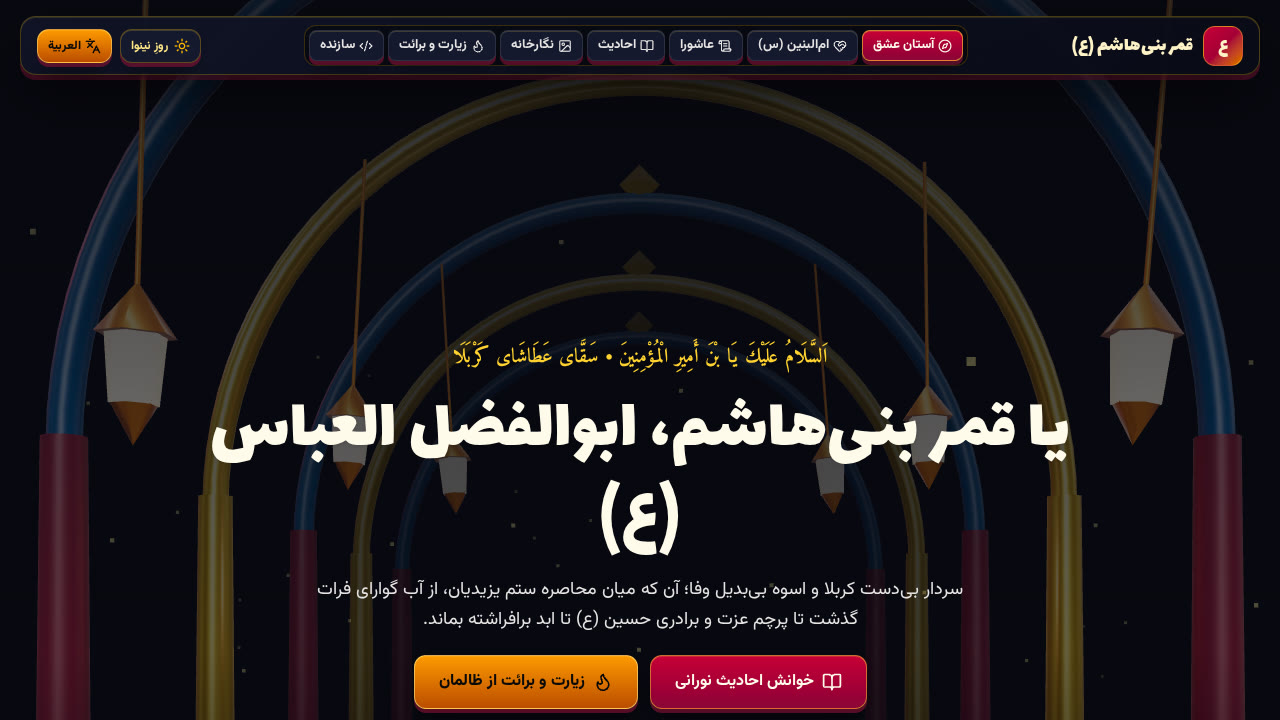 ع
قمر بنی‌هاشم (ع)
آستان عشق
ام‌البنین (س)
عاشورا
احادیث
نگارخانه
زیارت و برائت
سازنده
روز نینوا
العربية
اَلسَّلَامُ عَلَيْكَ يَا بْنَ أَمِيرِ الْمُؤْمِنِينَ • سَقَّای عَطَاشَای كَرْبَلَا
یا قمر بنی‌هاشم، ابوالفضل العباس
(ع)
سردار بی‌دست کربلا و اسوه بی‌بدیل وفا؛ آن که میان محاصره ستم یزیدیان، از آب گوارای فرات
گذشت تا پرچم عزت و برادری حسین (ع) تا ابد برافراشته بماند.
خوانش احادیث نورانی
زیارت و برائت از ظالمان